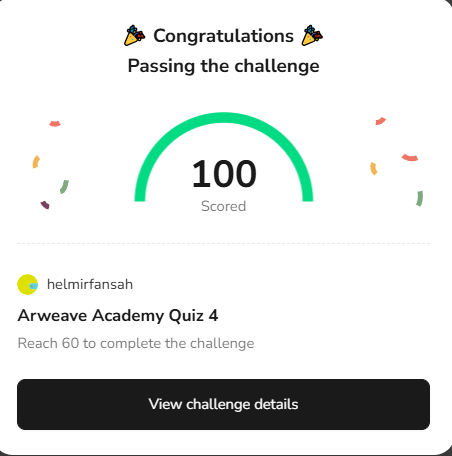 🎉 Congratulations 🎉
Passing the challenge
100
Scored
helmirfansah
Arweave Academy Quiz 4
Reach 60 to complete the challenge
View challenge details